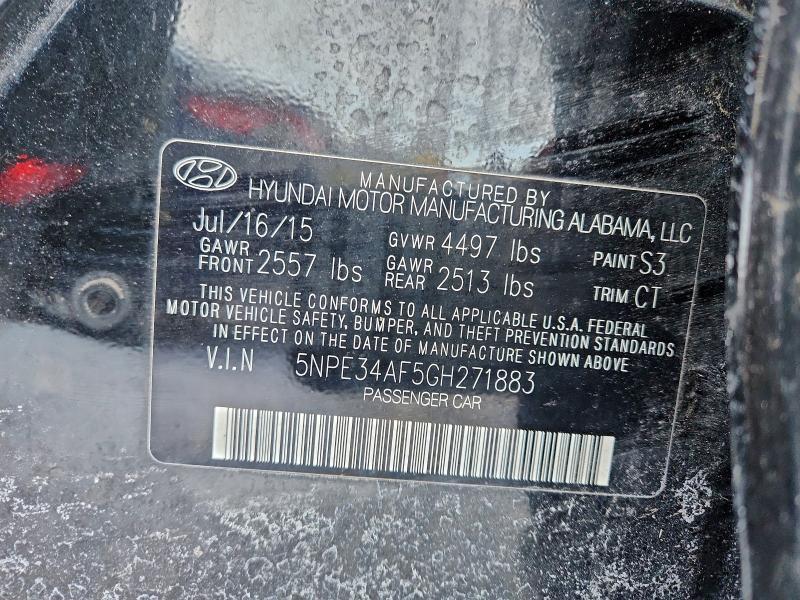 MANUFACTURED BY
HYUNDAI MOTOR MANUFACTURING ALABAMA, LLC
Jul/16/15 GVWR 4497 lbs PAINT S3
GAWR FRONT 2557 lbs GAWR REAR 2513 lbs TRIM CT
THIS VEHICLE CONFORMS TO ALL APPLICABLE U.S.A. FEDERAL
MOTOR VEHICLE SAFETY, BUMPER, AND THEFT PREVENTION STANDARDS
IN EFFECT ON THE DATE OF MANUFACTURE SHOWN ABOVE
V.I.N 5NPE34AF5GH271883
PASSENGER CAR